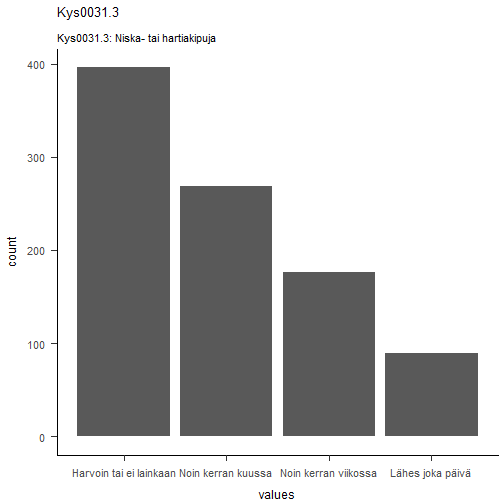 Kys0031.3
Kys0031.3: Niska- tai hartiakipuja
400
300
200
100
0
count
Harvoin tai ei lainkaan Noin kerran kuussa Noin kerran viikossa Lähes joka päivä
values